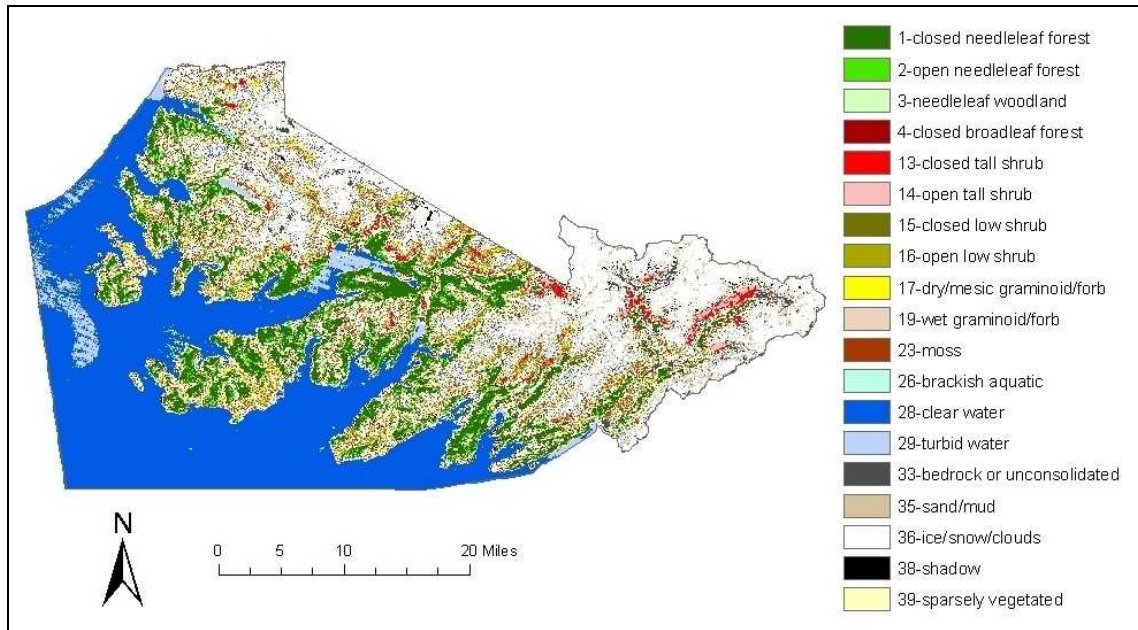 1-closed needleleaf forest
2-open needleleaf forest
3-needleleaf woodland
4-closed broadleaf forest
13-closed tall shrub
14-open tall shrub
15-closed low shrub
16-open low shrub
17-dry/mesic graminoid/forb
19-wet graminoid/forb
23-moss
26-brackish aquatic
28-clear water
29-turbid water
33-bedrock or unconsolidated
35-sand/mud
36-ice/snow/clouds
38-shadow
39-sparsely vegetated
N
0 5 10 20 Miles